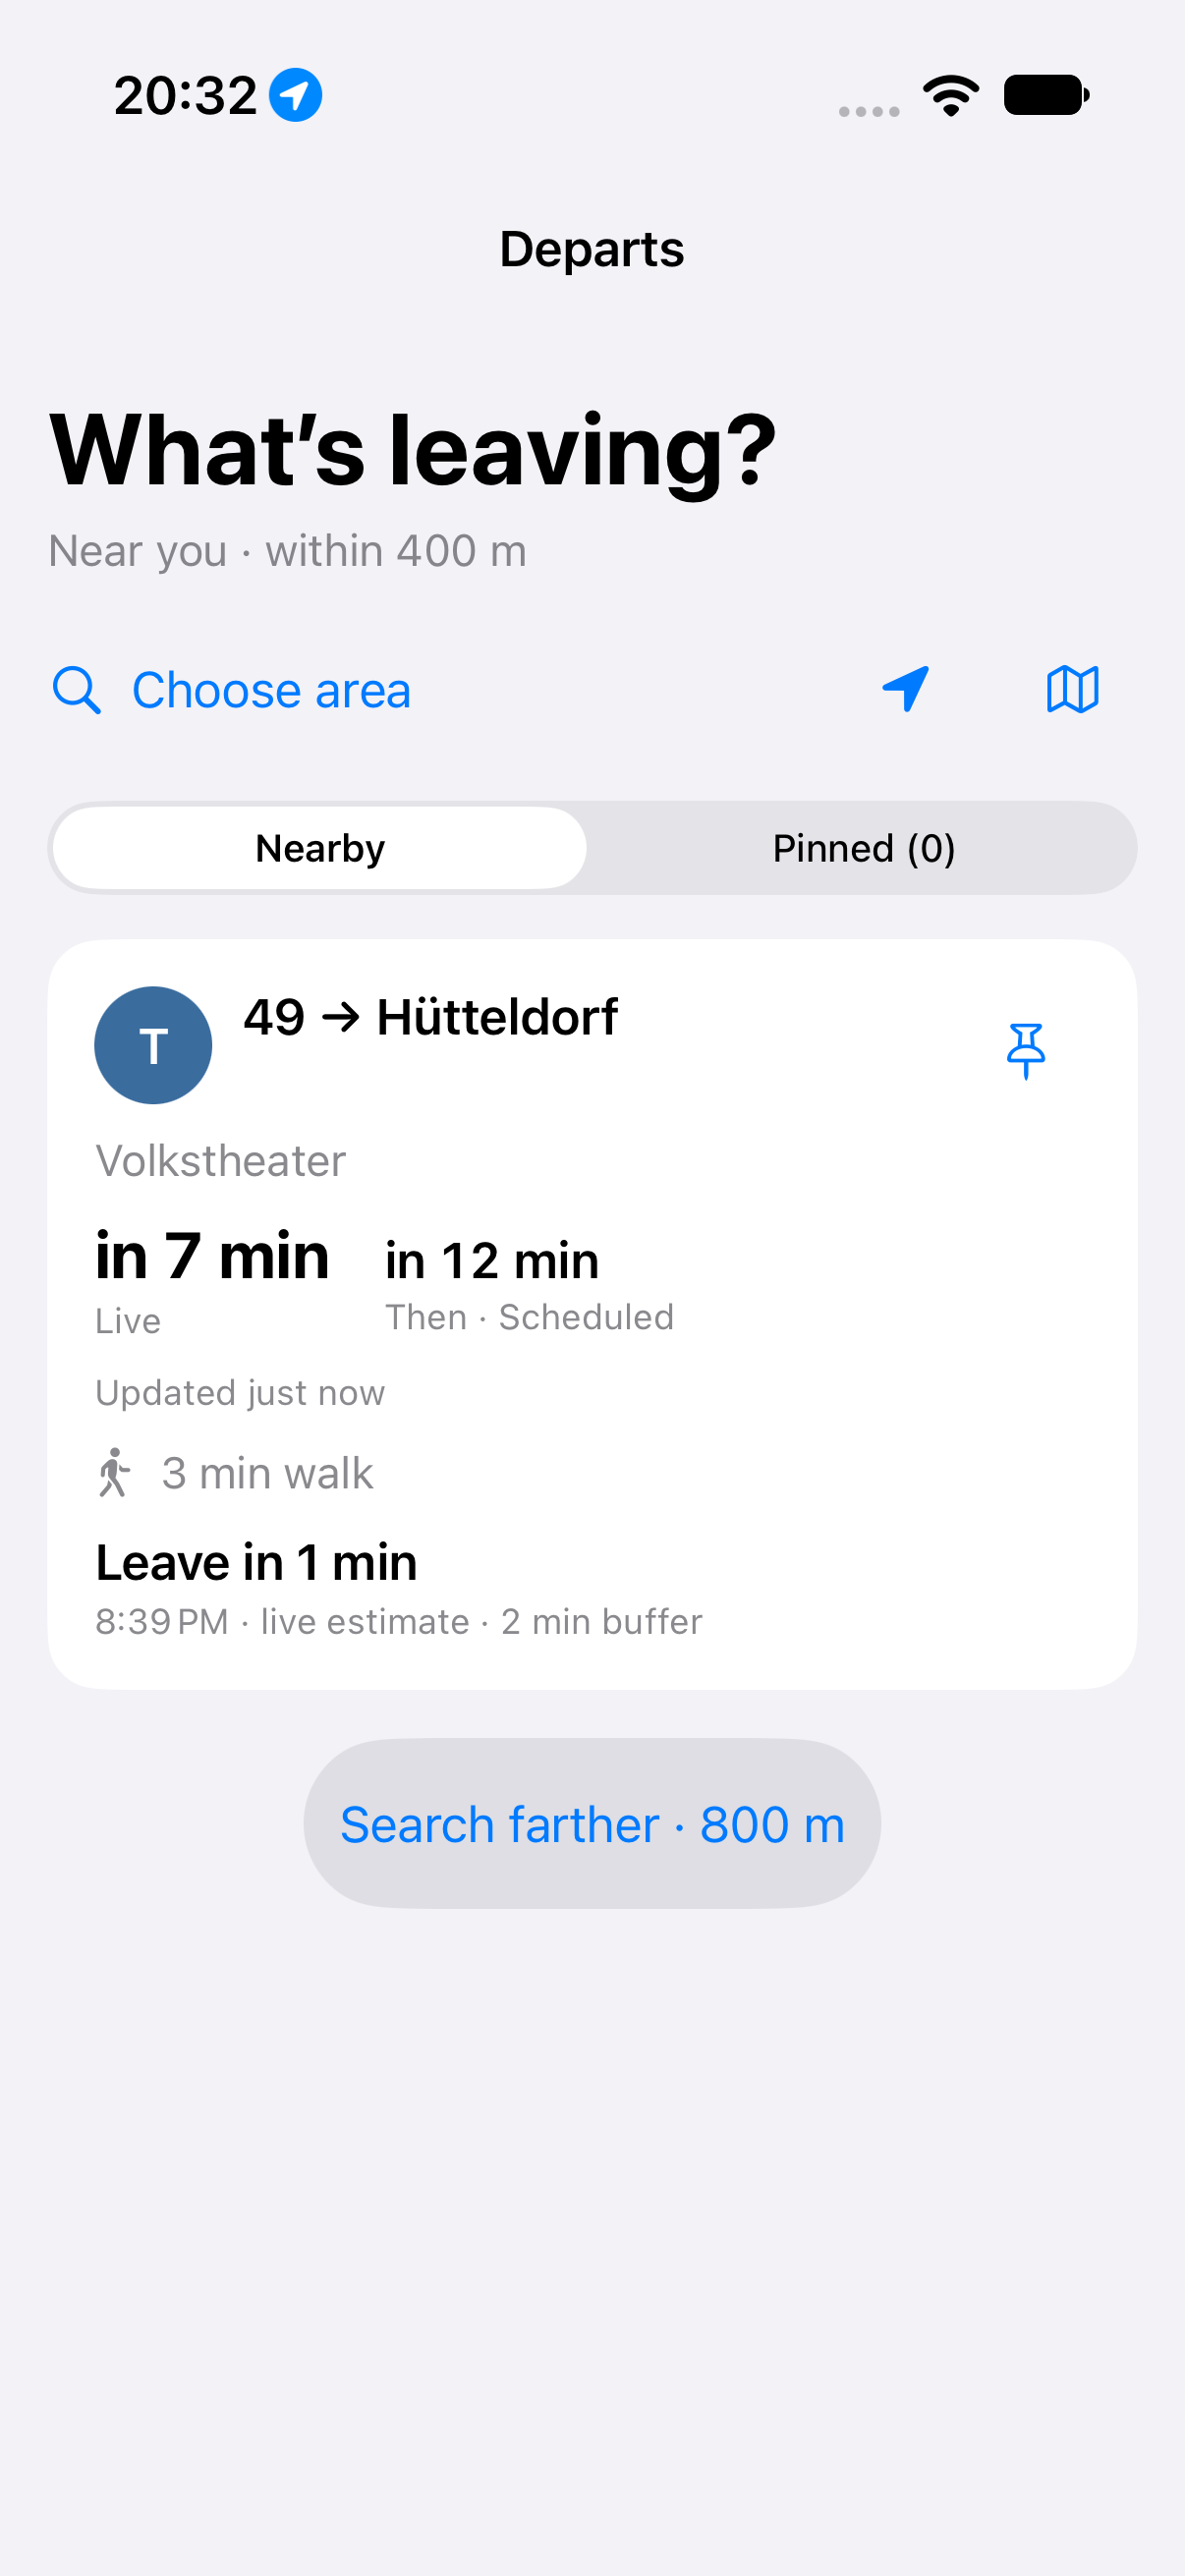 20:32
Departs
What’s leaving?
Near you · within 400 m
Choose area
Nearby
Pinned (0)
T
49 → Hütteldorf
Volkstheater
in 7 min
in 12 min
Live
Then · Scheduled
Updated just now
3 min walk
Leave in 1 min
8:39 PM · live estimate · 2 min buffer
Search farther · 800 m